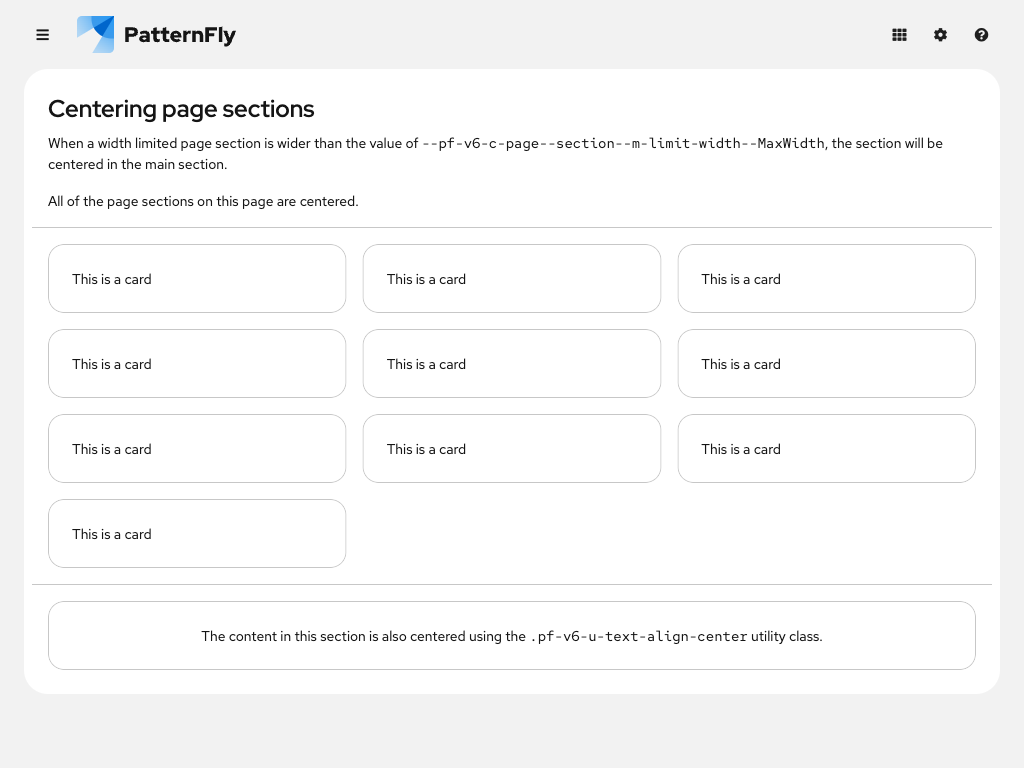 PatternFly
Centering page sections
When a width limited page section is wider than the value of --pf-v6-c-page--section--m-limit-width--MaxWidth, the section will be
centered in the main section.
All of the page sections on this page are centered.
This is a card
This is a card
This is a card
This is a card
This is a card
This is a card
This is a card
This is a card
This is a card
This is a card
The content in this section is also centered using the .pf-v6-u-text-align-center utility class.